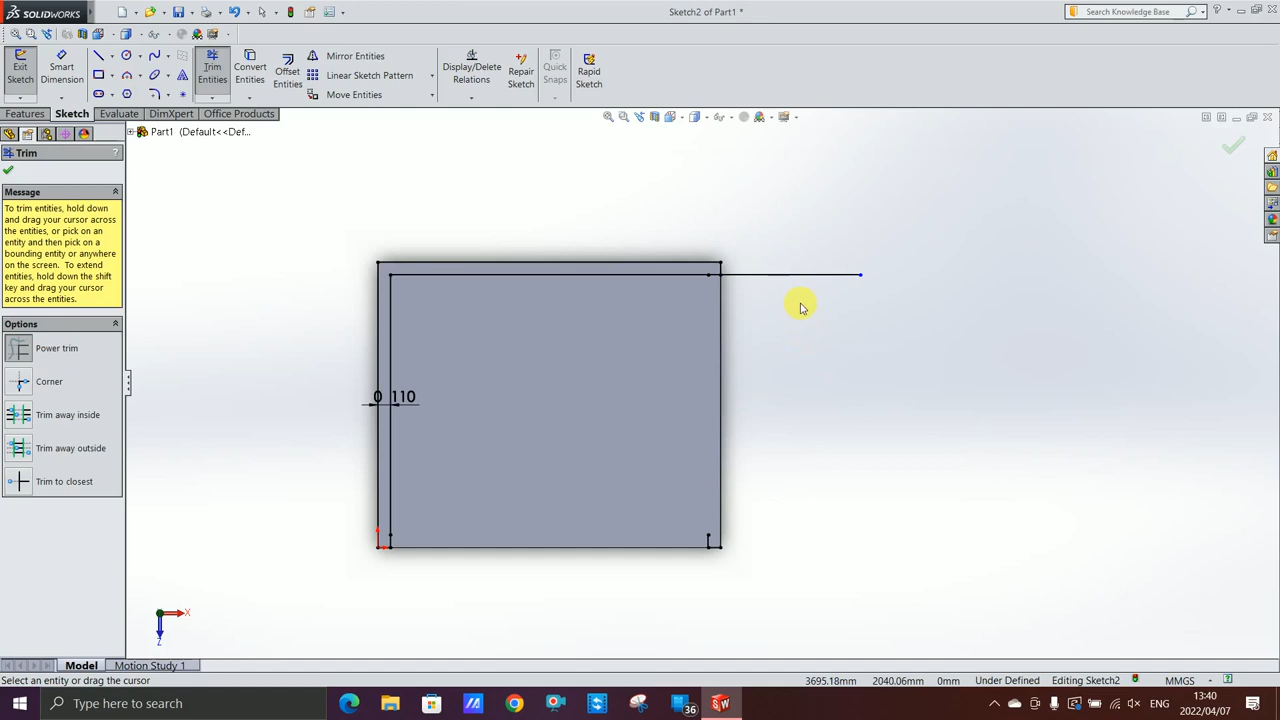 SOLIDWORKS
Sketch2 of Part1 *
Search Knowledge Base
Exit Sketch
Smart Dimension
Trim Entities
Convert Entities
Offset Entities
Mirror Entities
Linear Sketch Pattern
Move Entities
Display/Delete Relations
Repair Sketch
Quick Snaps
Rapid Sketch
Features
Sketch
Evaluate
DimXpert
Office Products
Part1 (Default<<Def...
Trim
?
Message
To trim entities, hold down
and drag your cursor across
the entities, or pick on an
entity and then pick on a
bounding entity or anywhere
on the screen. To extend
entities, hold down the shift
key and drag your cursor
across the entities.
Options
Power trim
Corner
Trim away inside
Trim away outside
Trim to closest
0 110
X
Z
Model
Motion Study 1
Select an entity or drag the cursor
3695.18mm
2040.06mm
0mm
Under Defined
Editing Sketch2
MMGS
Type here to search
36
ENG
13:40
2022/04/07